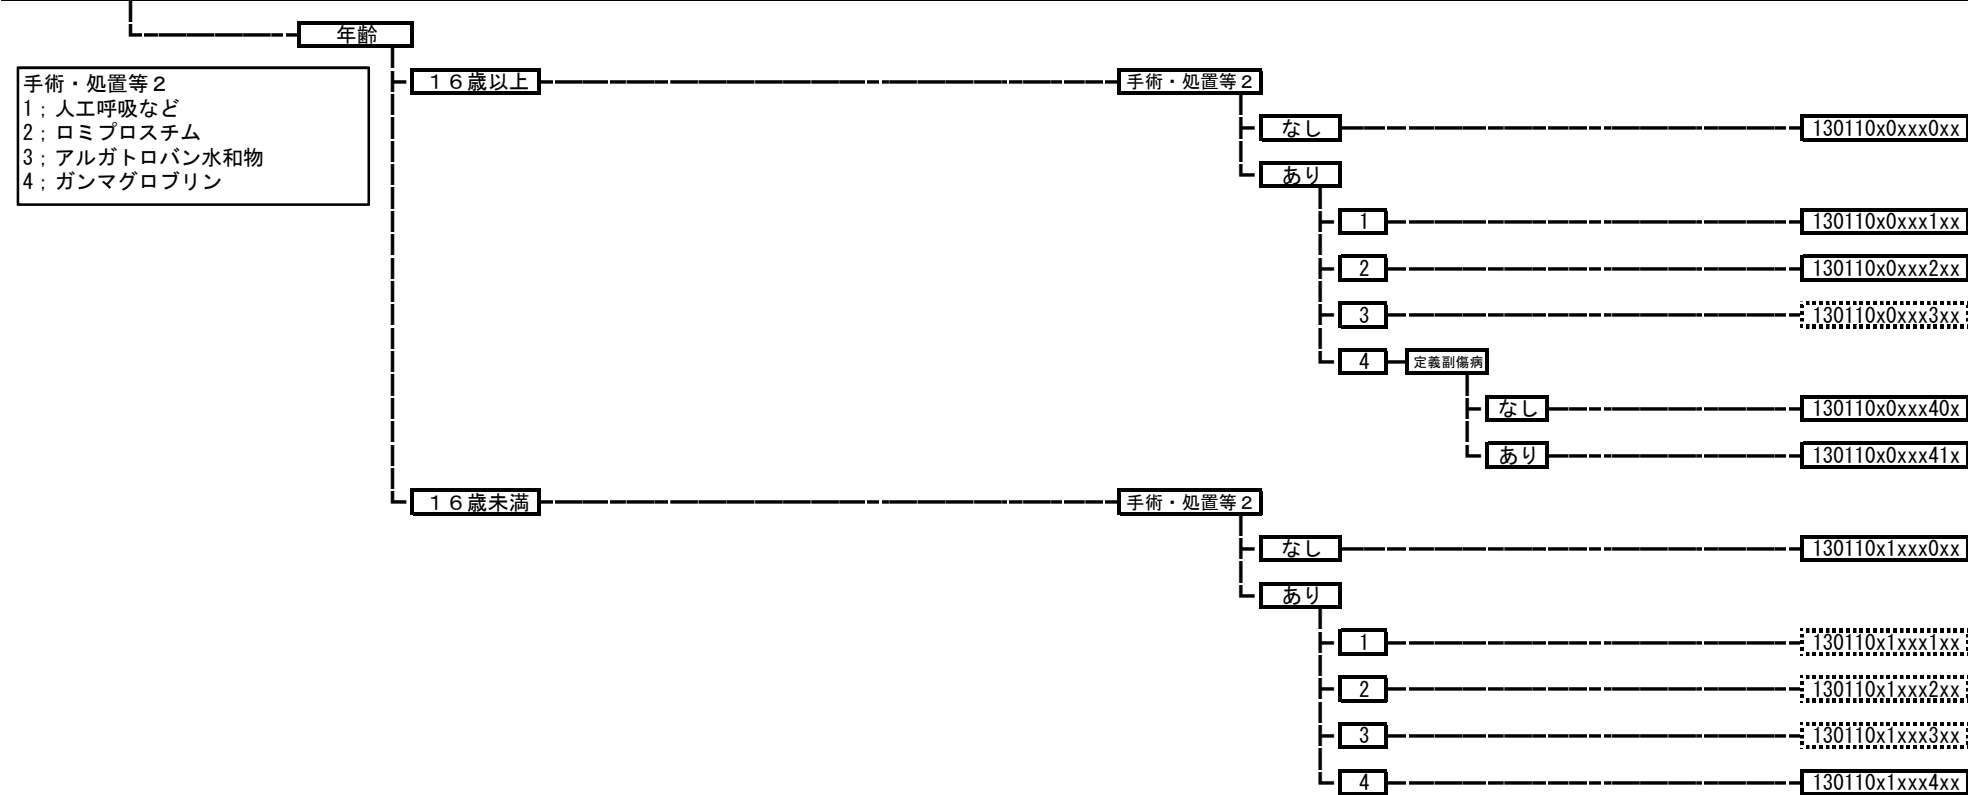 年齢
手術・処置等２
1；人工呼吸など
2；ロミプロスチム
3；アルガトロバン水和物
4；ガンマグロブリン
１６歳以上
手術・処置等２
なし
130110x0xxx0xx
あり
1
130110x0xxx1xx
2
130110x0xxx2xx
3
130110x0xxx3xx
4
定義副傷病
なし
130110x0xxx40x
あり
130110x0xxx41x
１６歳未満
手術・処置等２
なし
130110x1xxx0xx
あり
1
130110x1xxx1xx
2
130110x1xxx2xx
3
130110x1xxx3xx
4
130110x1xxx4xx